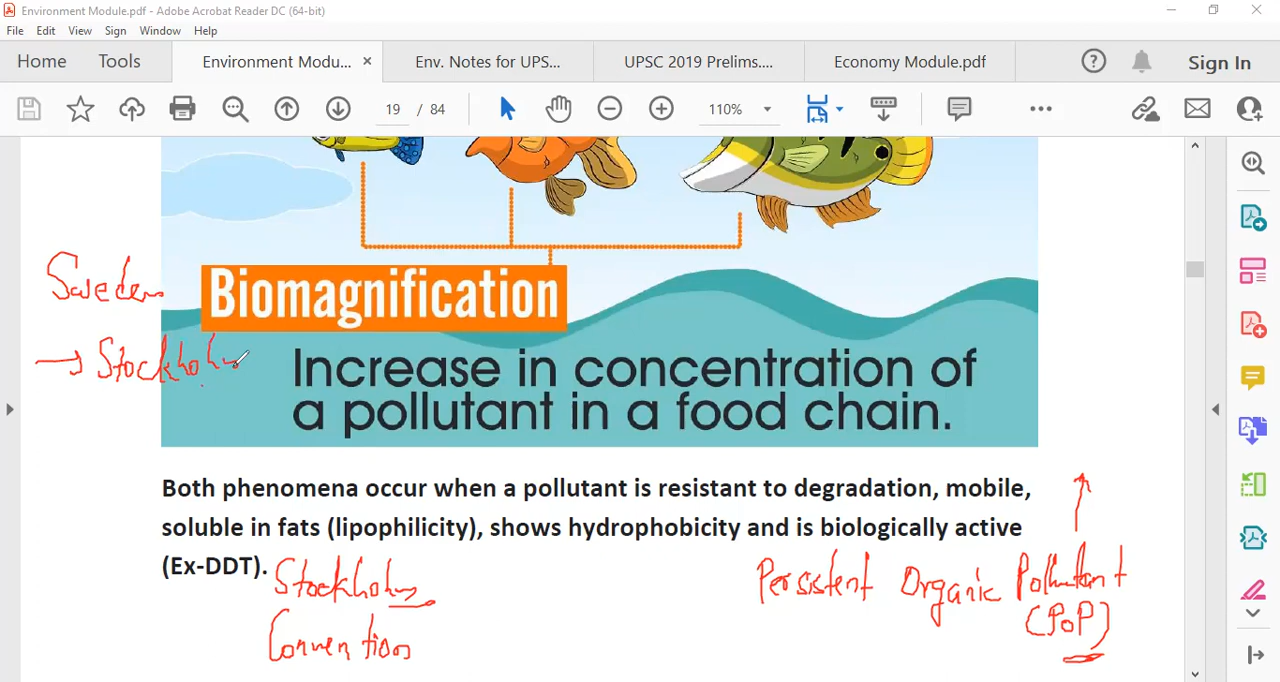 Environment Module.pdf - Adobe Acrobat Reader DC (64-bit)
File Edit View Sign Window Help
Home Tools Environment Modu... × Env. Notes for UPS... UPSC 2019 Prelims.... Economy Module.pdf Sign In
19 / 84 110%
Sweden
Biomagnification
→ Stockholm
Increase in concentration of
a pollutant in a food chain.
Both phenomena occur when a pollutant is resistant to degradation, mobile,
soluble in fats (lipophilicity), shows hydrophobicity and is biologically active
(Ex-DDT).
Stockholm
Convention
Persistent Organic Pollutant
(PoP)